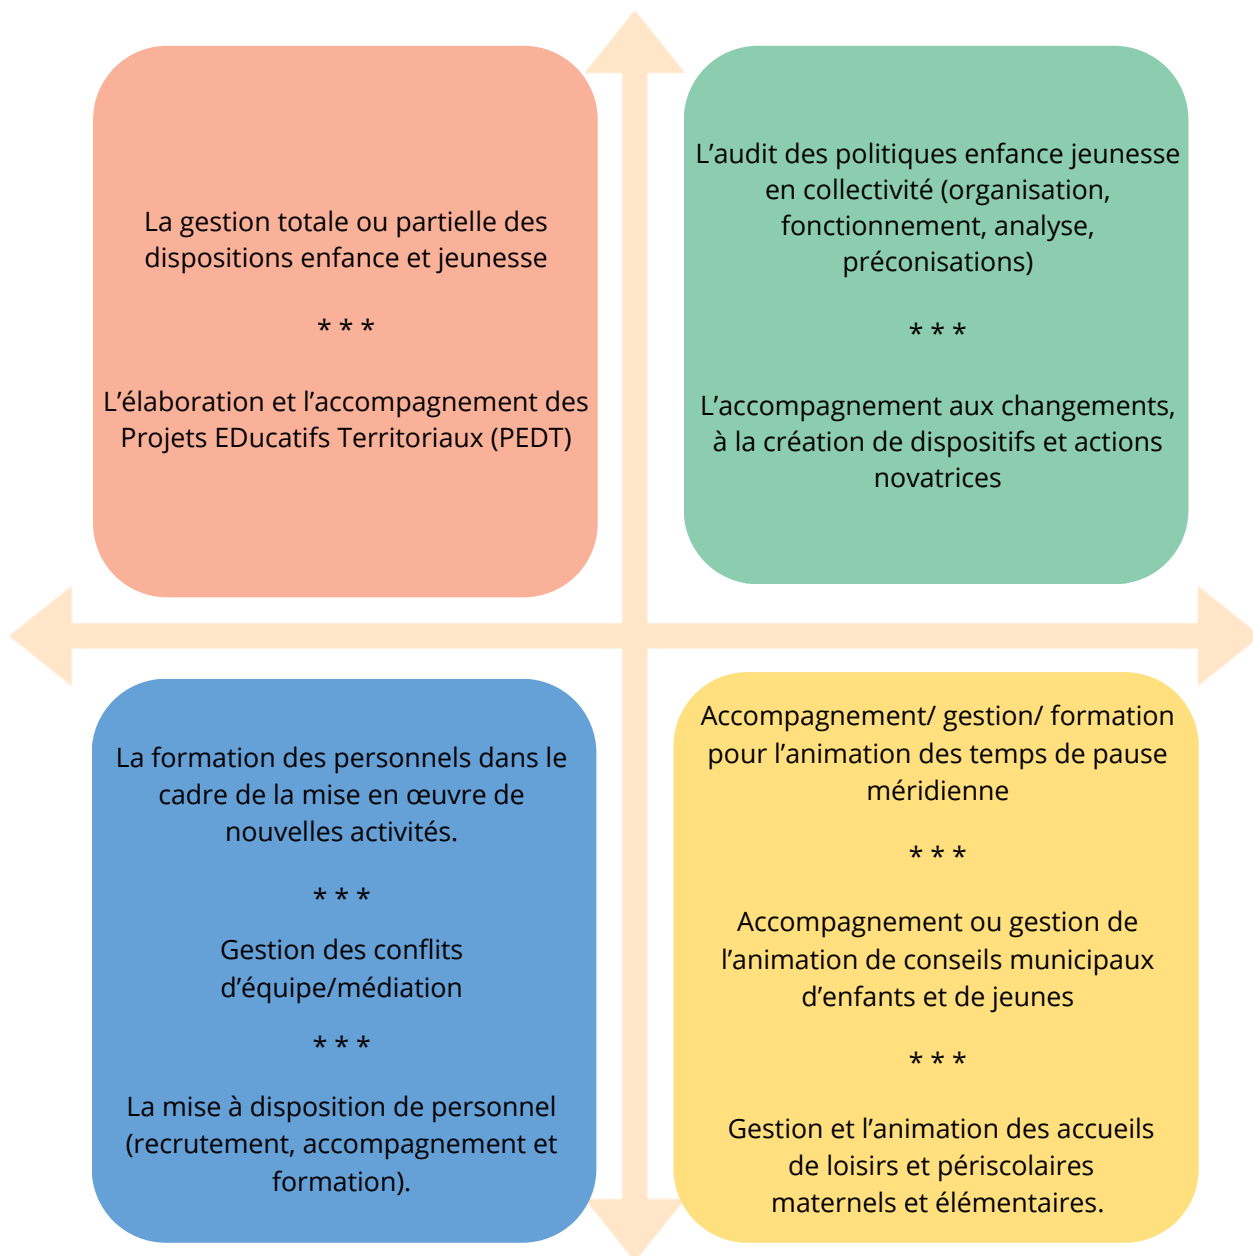 La gestion totale ou partielle des
dispositions enfance et jeunesse
* * *
L’élaboration et l’accompagnement des
Projets EDucatifs Territoriaux (PEDT)
L’audit des politiques enfance jeunesse
en collectivité (organisation,
fonctionnement, analyse,
préconisations)
* * *
L’accompagnement aux changements,
à la création de dispositifs et actions
novatrices
La formation des personnels dans le
cadre de la mise en œuvre de
nouvelles activités.
* * *
Gestion des conflits
d’équipe/médiation
* * *
La mise à disposition de personnel
(recrutement, accompagnement et
formation).
Accompagnement/ gestion/ formation
pour l’animation des temps de pause
méridienne
* * *
Accompagnement ou gestion de
l’animation de conseils municipaux
d’enfants et de jeunes
* * *
Gestion et l’animation des accueils
de loisirs et périscolaires
maternels et élémentaires.